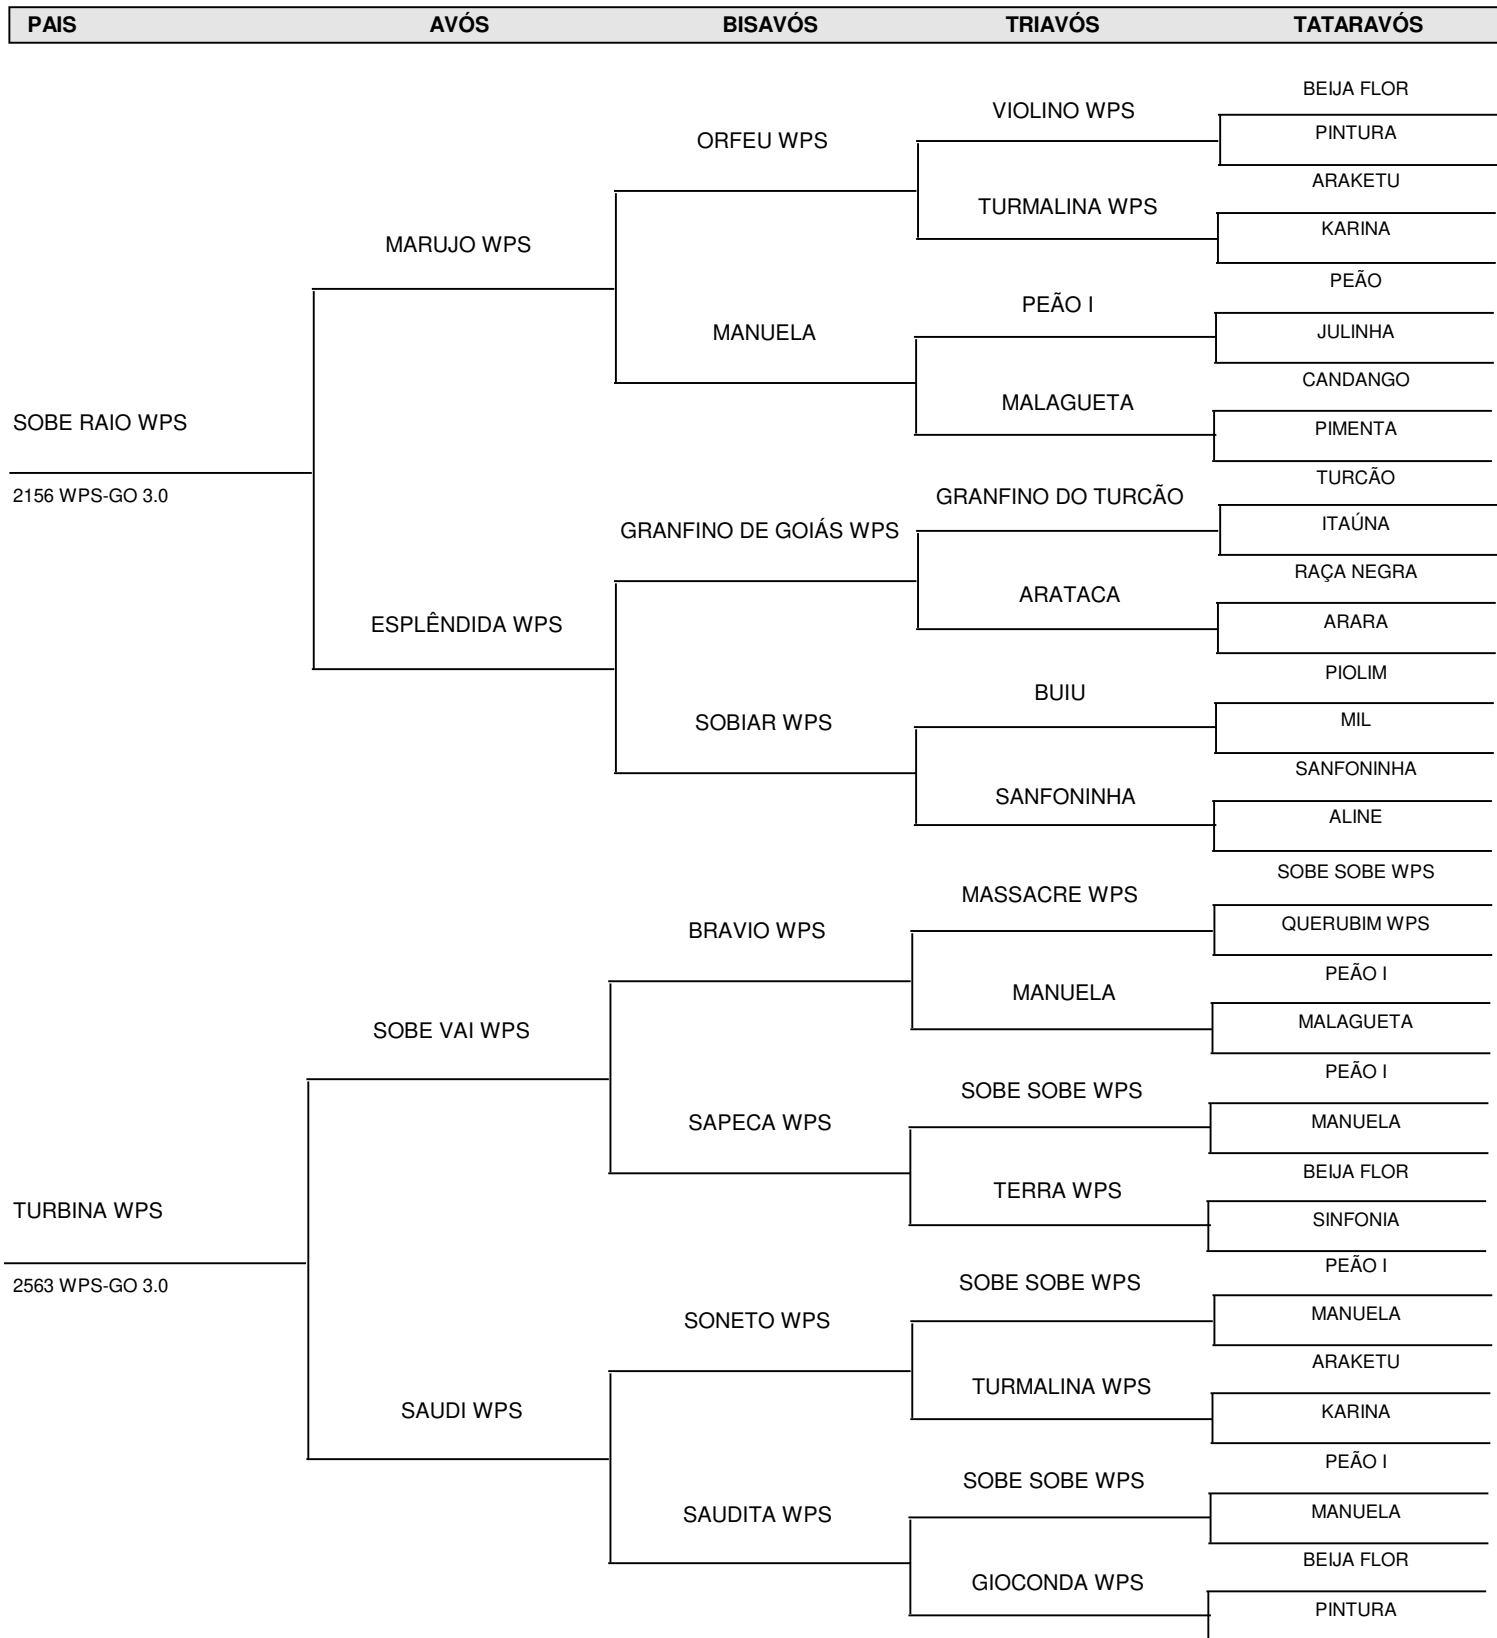 PAIS AVÓS BISAVÓS TRIAVÓS TATARAVÓS
BEIJA FLOR
VIOLINO WPS
PINTURA
ORFEU WPS
ARAKETU
TURMALINA WPS
KARINA
MARUJO WPS
PEÃO
PEÃO I
JULINHA
MANUELA
CANDANGO
MALAGUETA
SOBE RAIO WPS
PIMENTA
TURCÃO
2156 WPS-GO 3.0
GRANFINO DO TURCÃO
ITAÚNA
GRANFINO DE GOIÁS WPS
RAÇA NEGRA
ARATACA
ARARA
ESPLÊNDIDA WPS
PIOLIM
BUIU
MIL
SOBIAR WPS
SANFONINHA
SANFONINHA
ALINE
SOBE SOBE WPS
MASSACRE WPS
QUERUBIM WPS
BRAVIO WPS
PEÃO I
MANUELA
MALAGUETA
SOBE VAI WPS
PEÃO I
SOBE SOBE WPS
MANUELA
SAPECA WPS
BEIJA FLOR
TERRA WPS
TURBINA WPS
SINFONIA
PEÃO I
2563 WPS-GO 3.0
SOBE SOBE WPS
MANUELA
SONETO WPS
ARAKETU
TURMALINA WPS
SAUDI WPS
KARINA
PEÃO I
SOBE SOBE WPS
MANUELA
SAUDITA WPS
BEIJA FLOR
GIOCONDA WPS
PINTURA